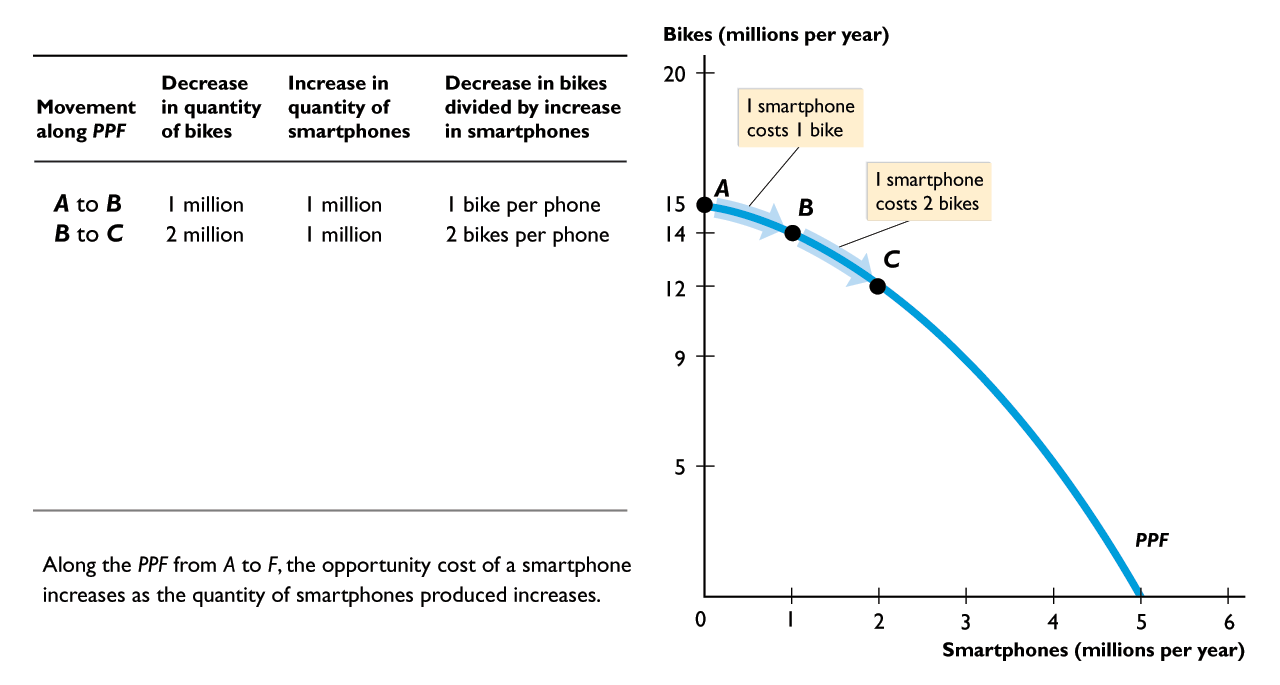 Movement
along PPF
Decrease
in quantity
of bikes
Increase in
quantity of
smartphones
Decrease in bikes
divided by increase
in smartphones
A to B 1 million 1 million 1 bike per phone
B to C 2 million 1 million 2 bikes per phone
Along the PPF from A to F, the opportunity cost of a smartphone
increases as the quantity of smartphones produced increases.
Bikes (millions per year)
20
15
14
12
9
5
1 smartphone
costs 1 bike
1 smartphone
costs 2 bikes
A
B
C
PPF
0 1 2 3 4 5 6
Smartphones (millions per year)